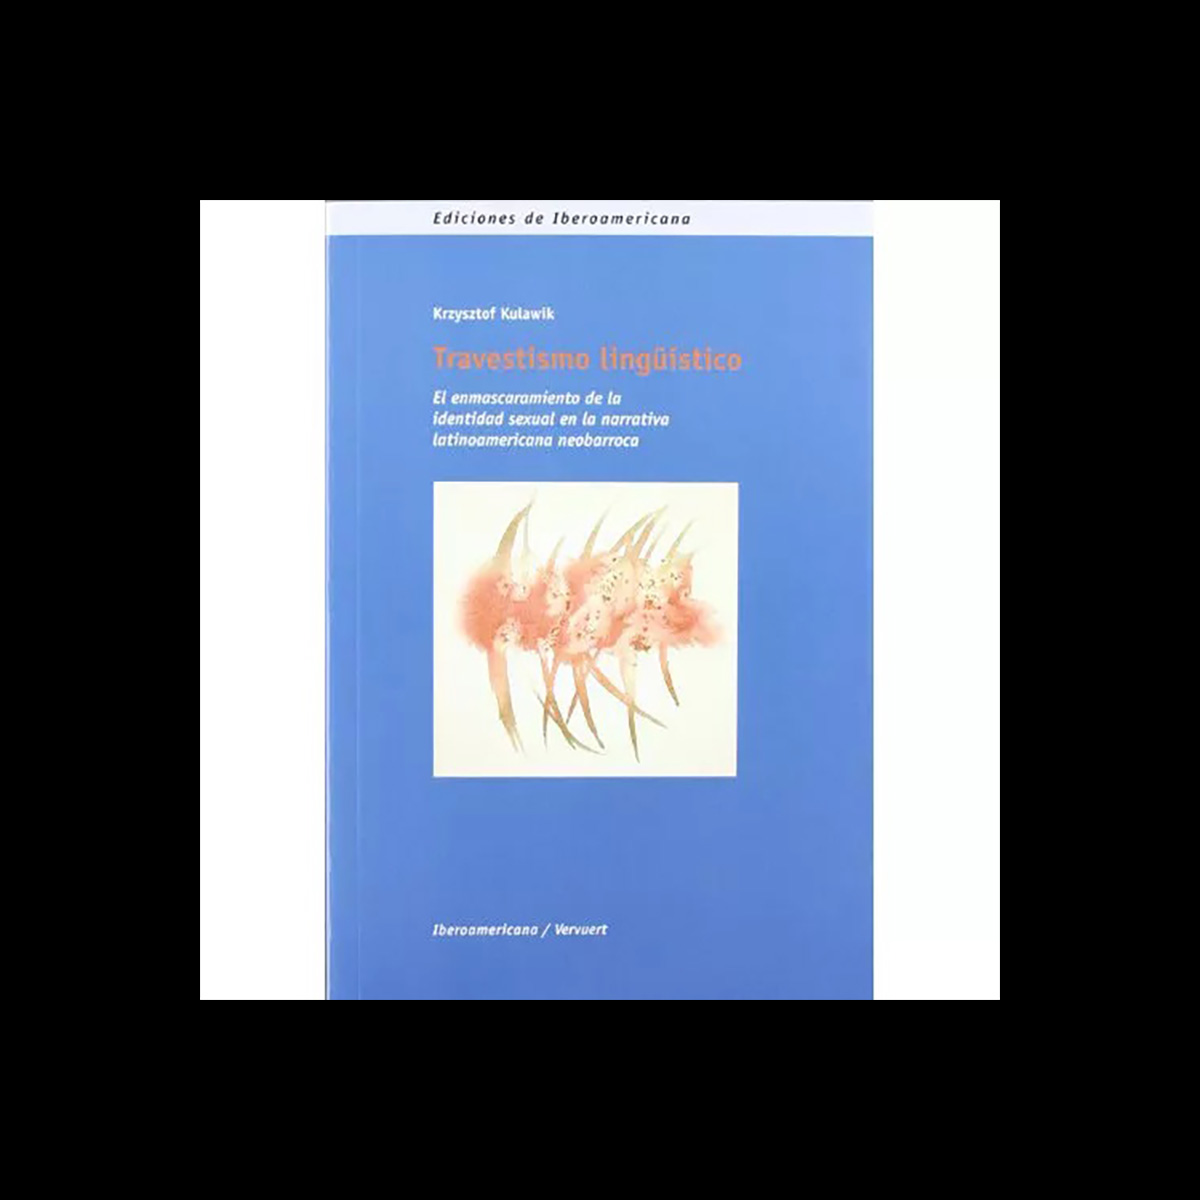 Ediciones de Iberoamericana
Krzysztof Kulawik
Travestismo lingüístico
El enmascaramiento de la
identidad sexual en la narrativa
latinoamericana neobarroca
Iberoamericana / Vervuert